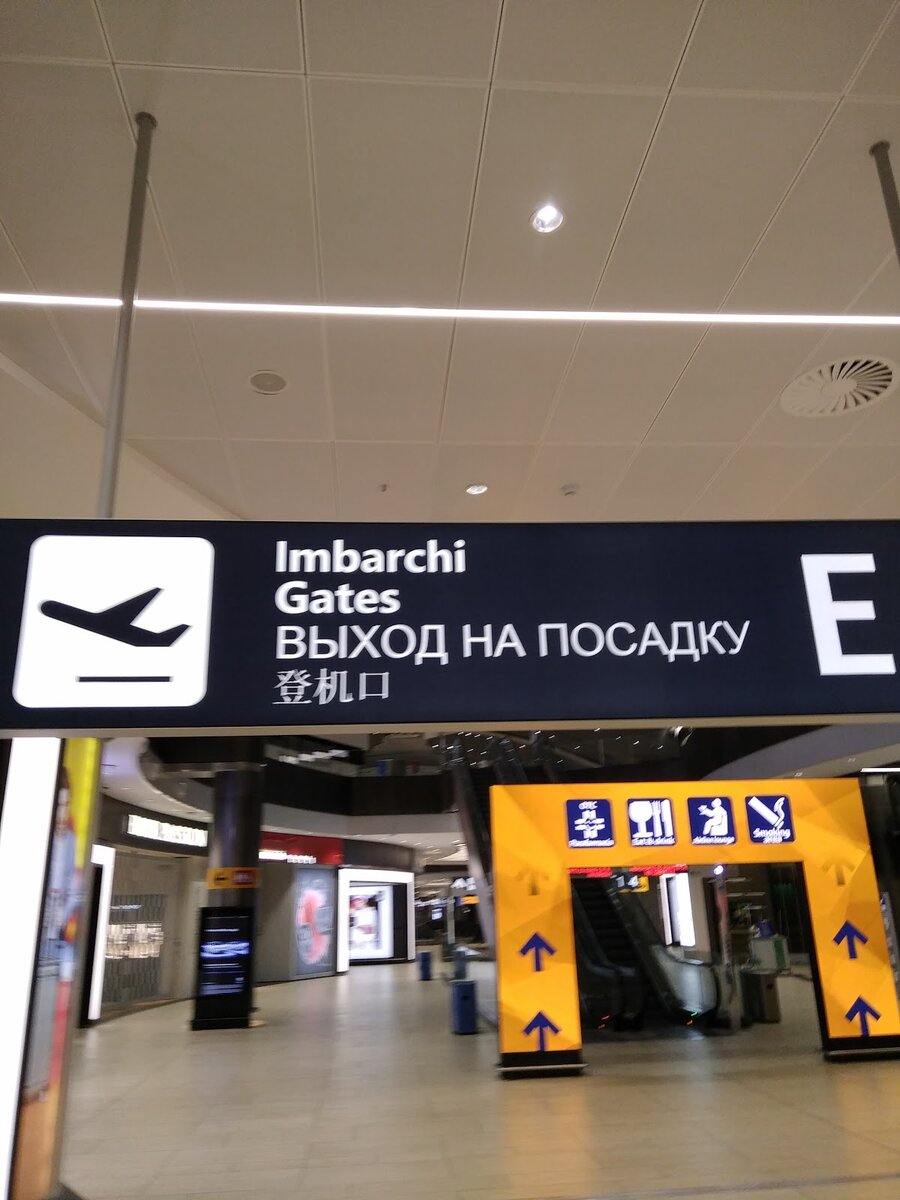 Imbarchi
Gates
ВЫХОД НА ПОСАДКУ
登机口
E
Smoking